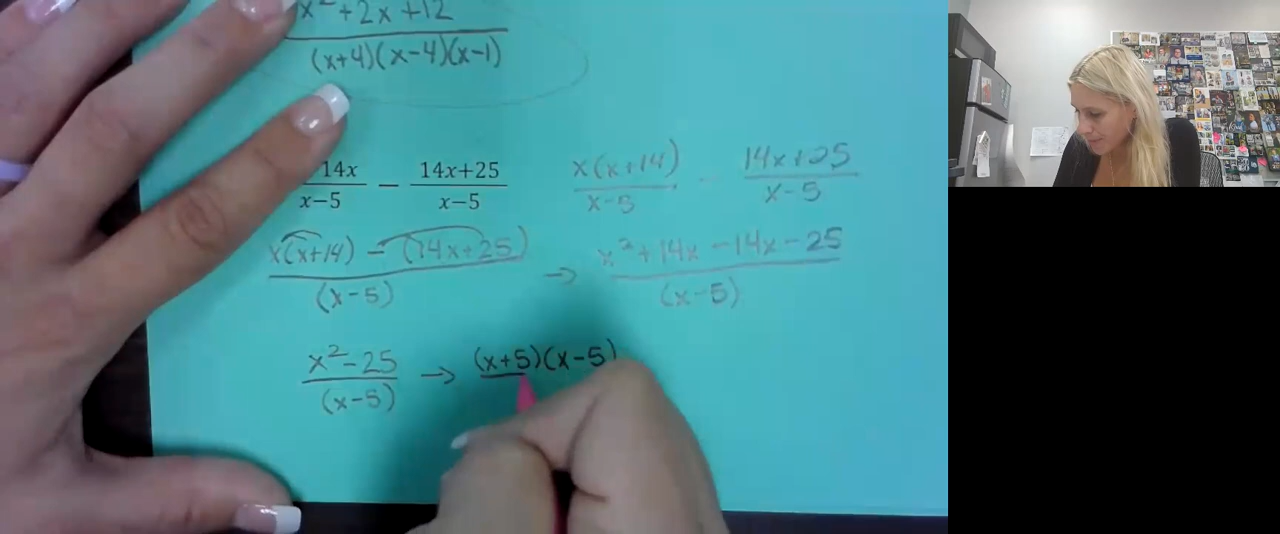 x² + 2x + 12
(x+4)(x-4)(x-1)
14x/x-5 - 14x+25/x-5
x(x+14)/x-5 - 14x+25/x-5
x(x+14) - (14x+25)/(x-5) → x²+14x-14x-25/(x-5)
x²-25/(x-5) → (x+5)(x-5)